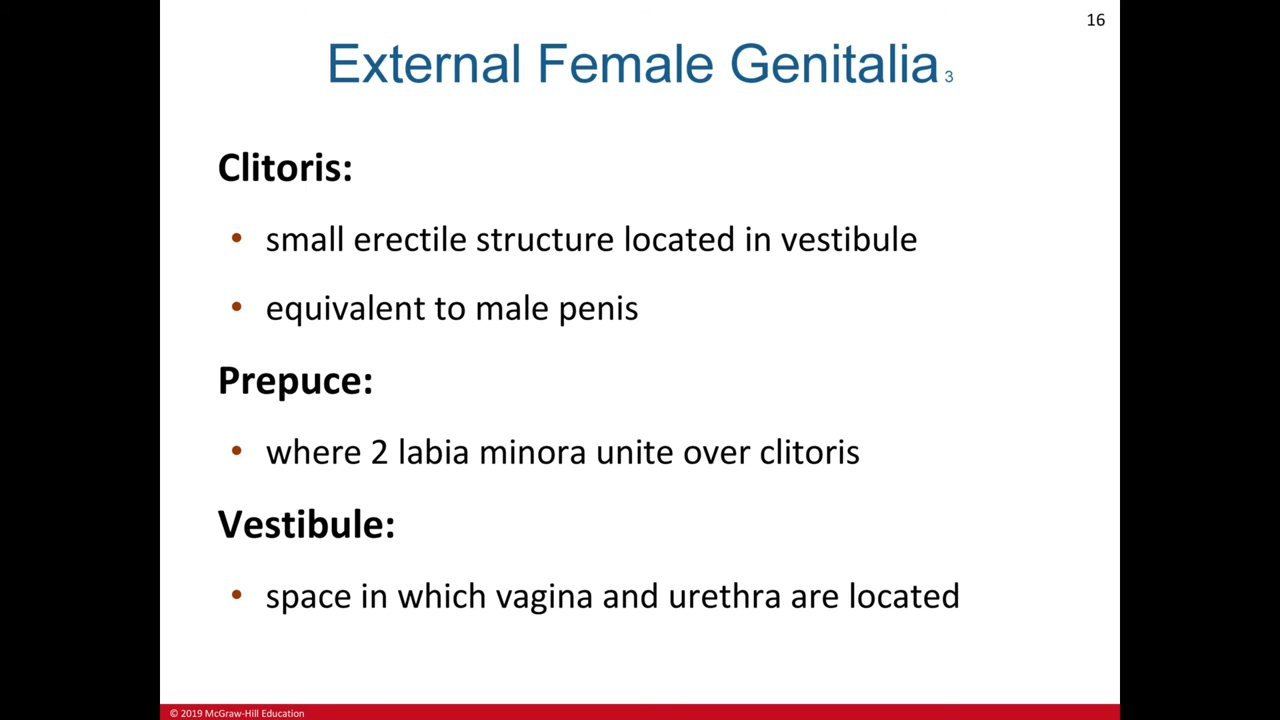 16
External Female Genitalia 3
Clitoris:
• small erectile structure located in vestibule
• equivalent to male penis
Prepuce:
• where 2 labia minora unite over clitoris
Vestibule:
• space in which vagina and urethra are located
© 2019 McGraw-Hill Education